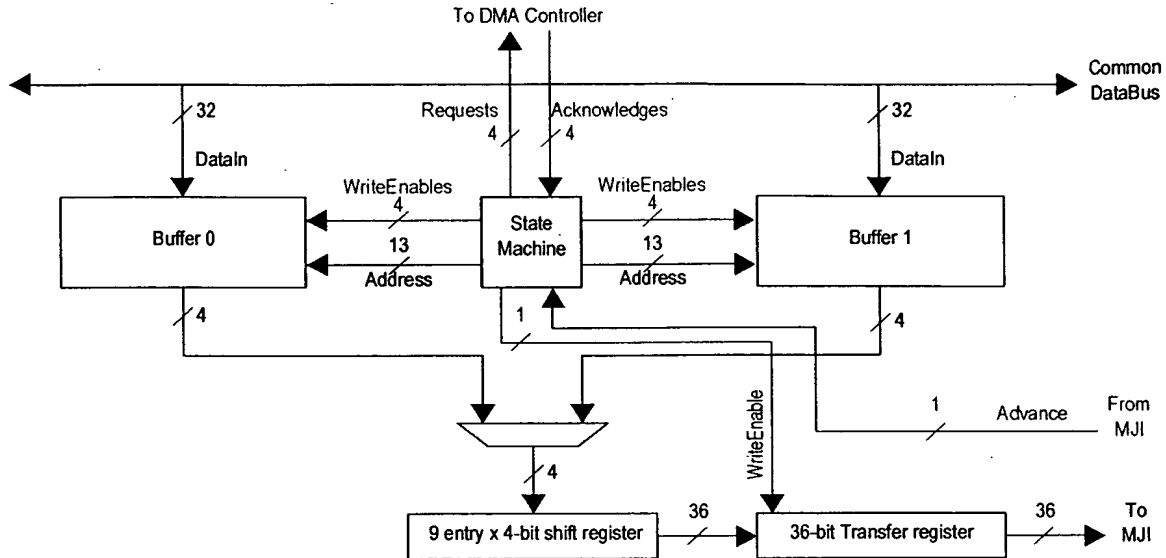 To DMA Controller
Common
DataBus
Requests
Acknowledges
32
4
4
32
DataIn
DataIn
WriteEnables
WriteEnables
4
4
State
Machine
Buffer 0
Buffer 1
13
13
Address
Address
4
1
4
WriteEnable
1
Advance
From
MJI
4
9 entry x 4-bit shift register
36
36-bit Transfer register
36
To
MJI